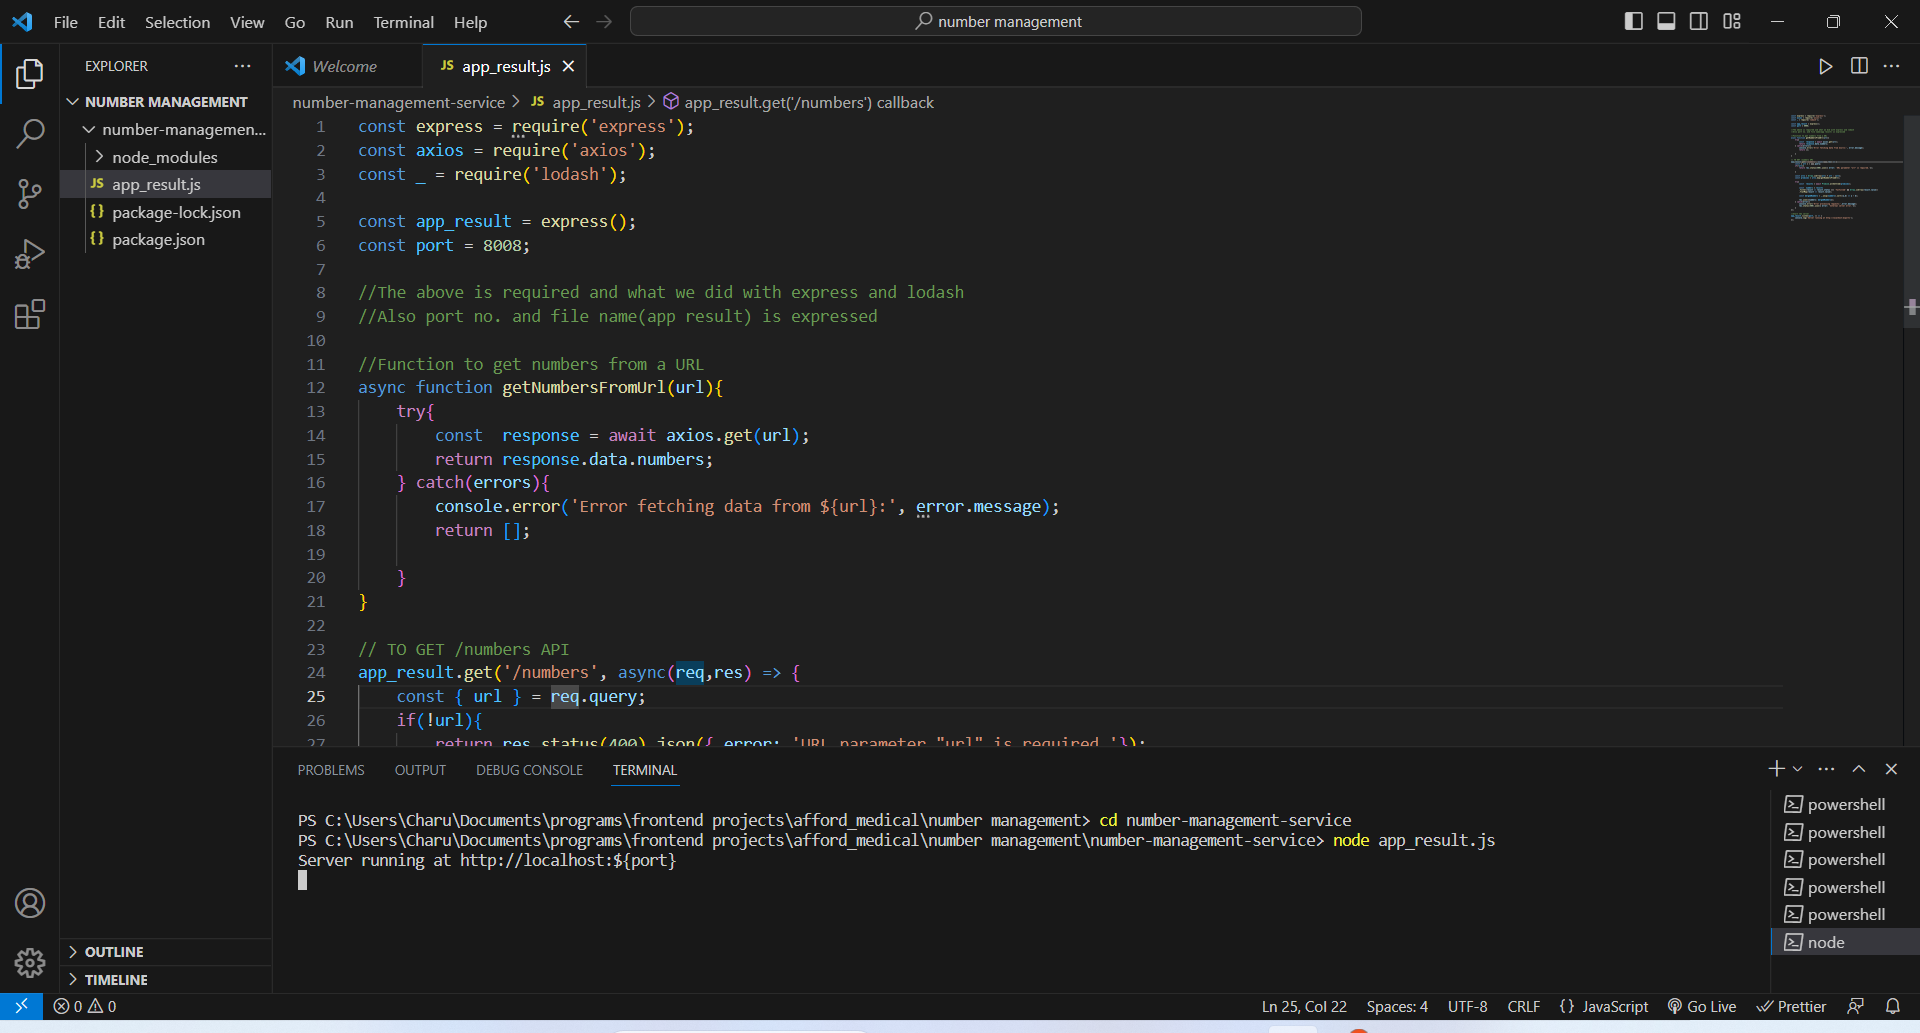 File Edit Selection View Go Run Terminal Help
number management
EXPLORER
NUMBER MANAGEMENT
number-managemen...
node_modules
JS app_result.js
{} package-lock.json
{} package.json
OUTLINE
TIMELINE
Welcome
JS app_result.js
number-management-service > JS app_result.js > app_result.get('/numbers') callback
1 const express = require('express');
2 const axios = require('axios');
3 const _ = require('lodash');
4
5 const app_result = express();
6 const port = 8008;
7
8 //The above is required and what we did with express and lodash
9 //Also port no. and file name(app result) is expressed
10
11 //Function to get numbers from a URL
12 async function getNumbersFromUrl(url){
13 try{
14 const  response = await axios.get(url);
15 return response.data.numbers;
16 } catch(errors){
17 console.error('Error fetching data from ${url}:', error.message);
18 return [];
19
20 }
21 }
22
23 // TO GET /numbers API
24 app_result.get('/numbers', async(req,res) => {
25 const { url } = req.query;
26 if(!url){
27 return res.status(400).json({ error: 'URL parameter "url" is required.'});
PROBLEMS OUTPUT DEBUG CONSOLE TERMINAL
PS C:\Users\Charu\Documents\programs\frontend projects\afford_medical\number management> cd number-management-service
PS C:\Users\Charu\Documents\programs\frontend projects\afford_medical\number management\number-management-service> node app_result.js
Server running at http://localhost:${port}
powershell
powershell
powershell
powershell
powershell
node
0 0 Ln 25, Col 22 Spaces: 4 UTF-8 CRLF {} JavaScript Go Live Prettier